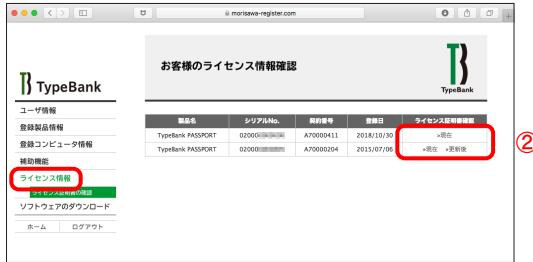 morisawa-register.com
TypeBank
お客様のライセンス情報確認
TypeBank
ユーザ情報
登録製品情報
登録コンピュータ情報
補助機能
ライセンス情報
ライセンス証明書の確認
ソフトウェアのダウンロード
ホーム ログアウト
製品名 シリアルNo. 契約番号 登録日 ライセンス証明書確認
TypeBank PASSPORT 02000 A70000411 2018/10/30 »現在
TypeBank PASSPORT 02000 A70000204 2015/07/06 »現在 »更新後
②